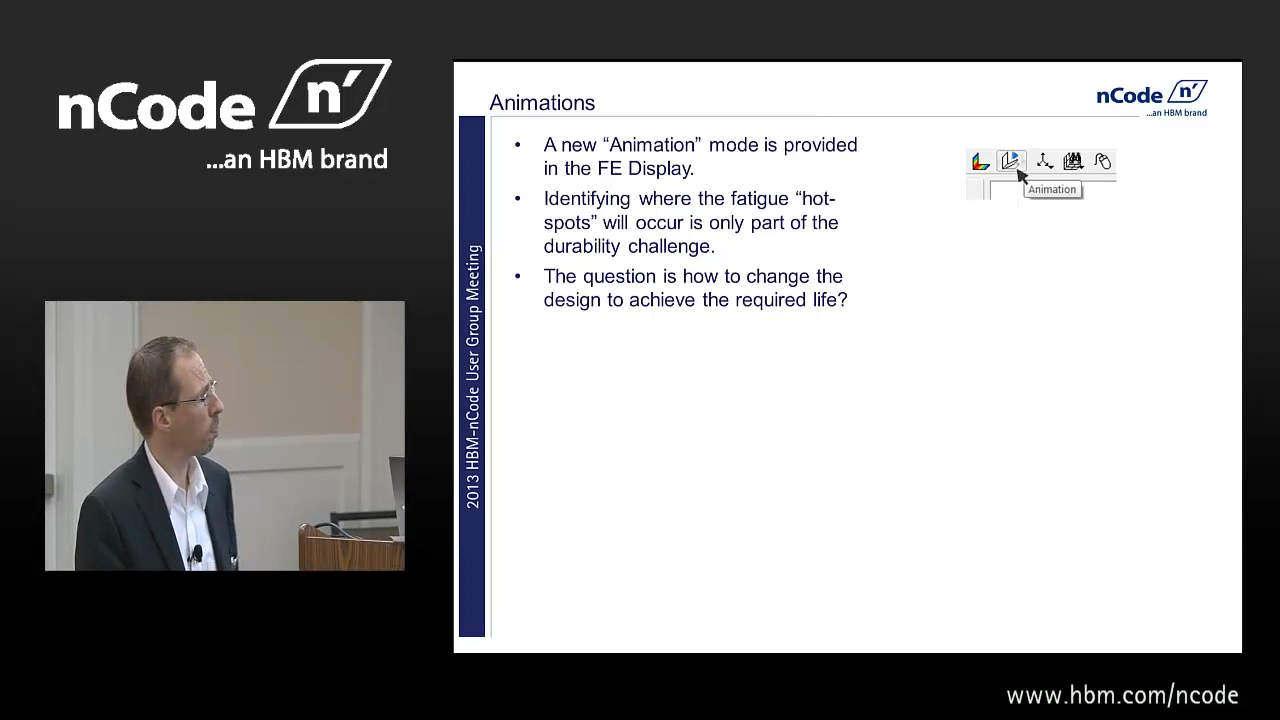 nCode n'
...an HBM brand
Animations
nCode n'
...an HBM brand
• A new “Animation” mode is provided
in the FE Display.
• Identifying where the fatigue “hot-
spots” will occur is only part of the
durability challenge.
• The question is how to change the
design to achieve the required life?
Animation
2013 HBM-nCode User Group Meeting
www.hbm.com/ncode